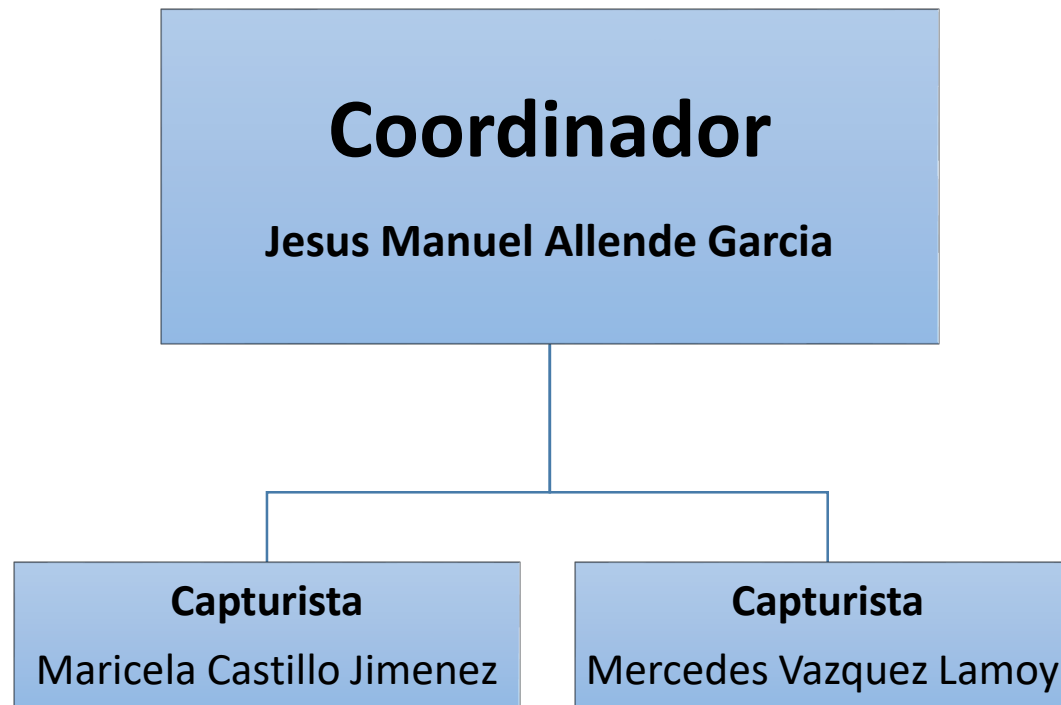 Coordinador
Jesus Manuel Allende Garcia
Capturista
Maricela Castillo Jimenez
Capturista
Mercedes Vazquez Lamoy